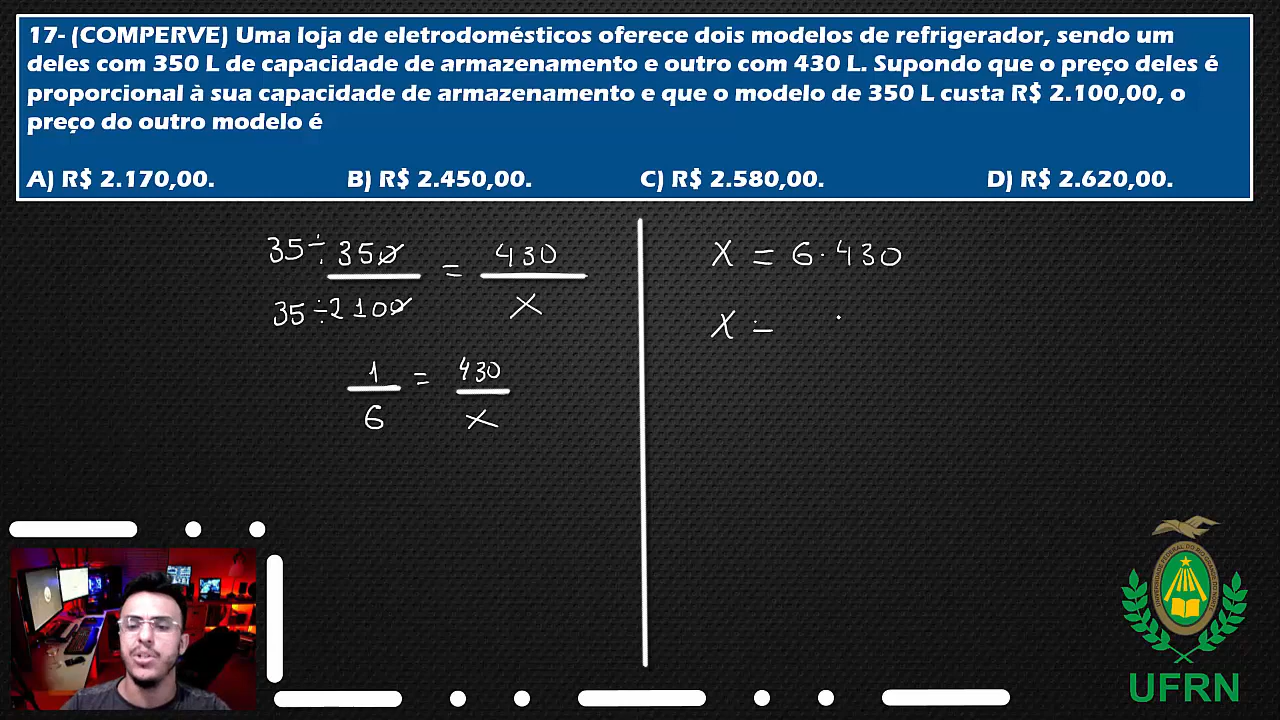 17- (COMPERVE) Uma loja de eletrodomésticos oferece dois modelos de refrigerador, sendo um
deles com 350 L de capacidade de armazenamento e outro com 430 L. Supondo que o preço deles é
proporcional à sua capacidade de armazenamento e que o modelo de 350 L custa R$ 2.100,00, o
preço do outro modelo é
A) R$ 2.170,00. B) R$ 2.450,00. C) R$ 2.580,00. D) R$ 2.620,00.
35÷350 = 430
35÷2100 X
1 = 430
6 X
X = 6·430
X =
UFRN